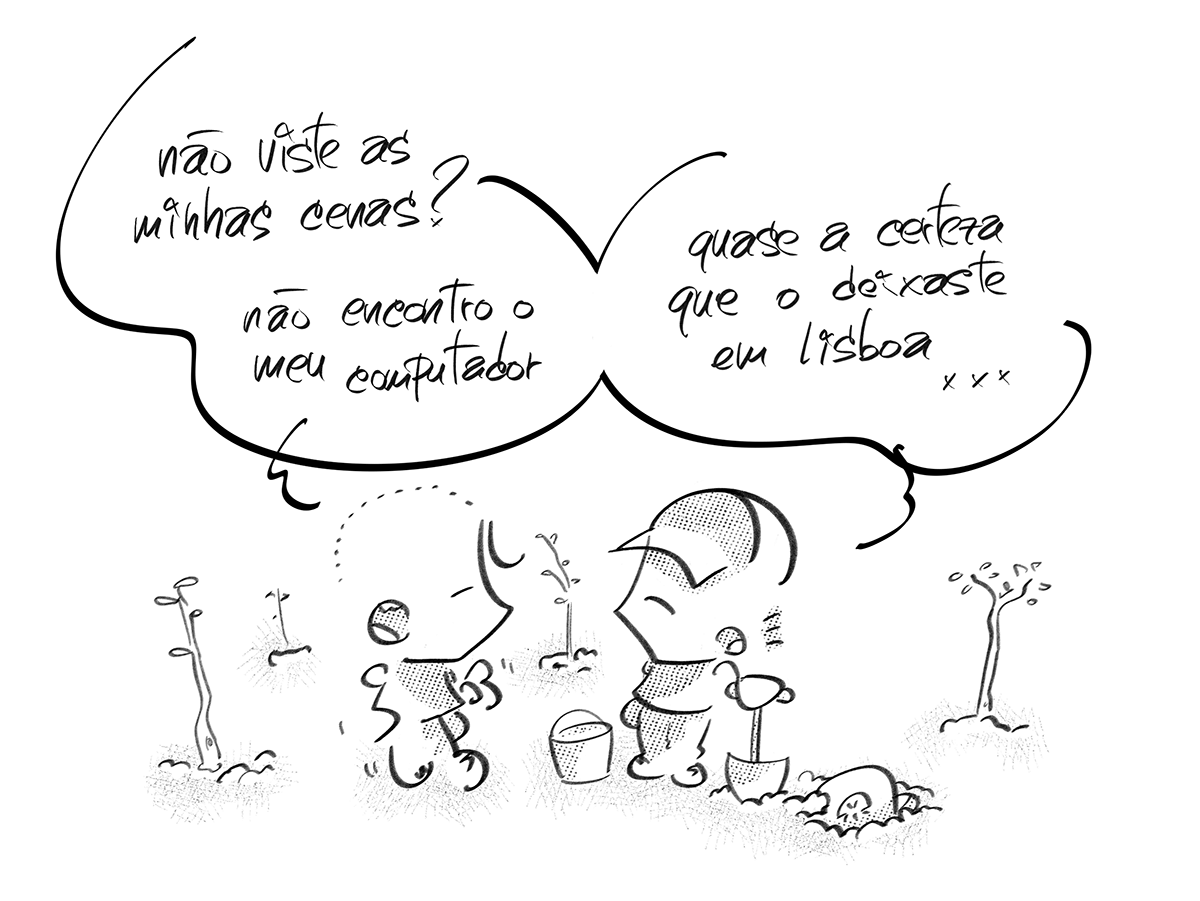 não viste as
minhas cenas?
não encontro o
meu computador
quase a certeza
que o deixaste
em lisboa
...